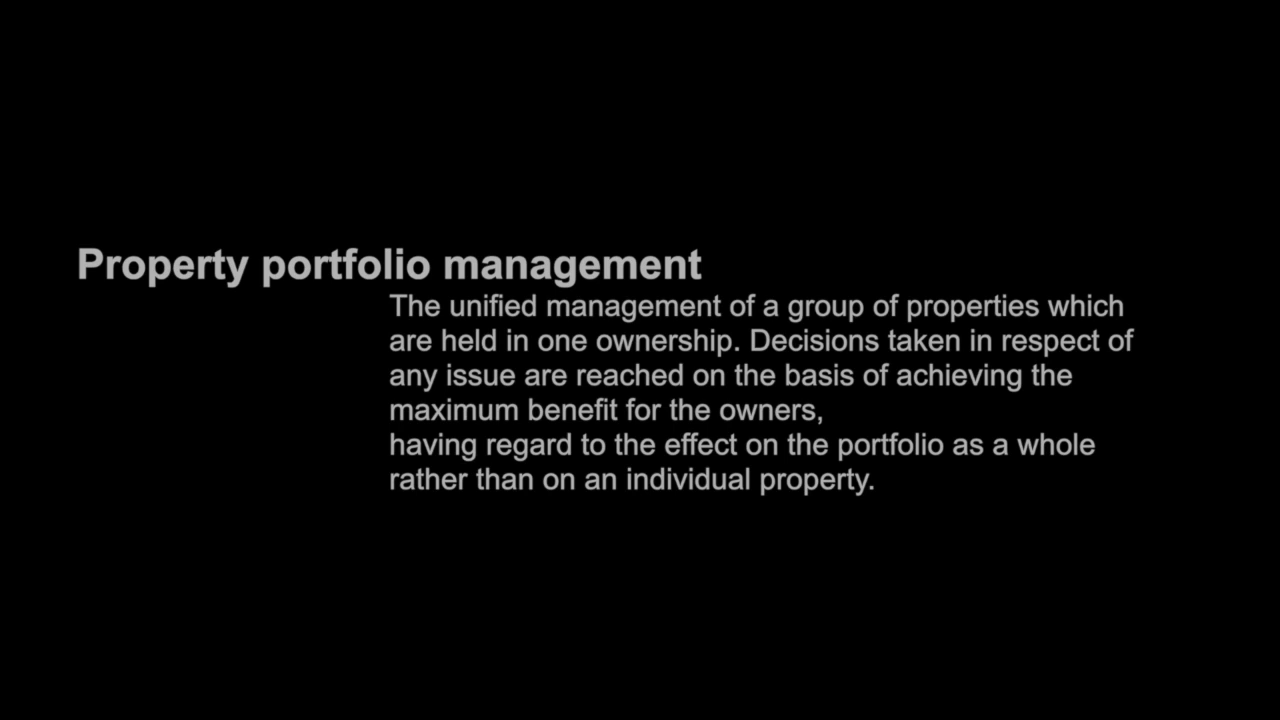 Property portfolio management
The unified management of a group of properties which
are held in one ownership. Decisions taken in respect of
any issue are reached on the basis of achieving the
maximum benefit for the owners,
having regard to the effect on the portfolio as a whole
rather than on an individual property.